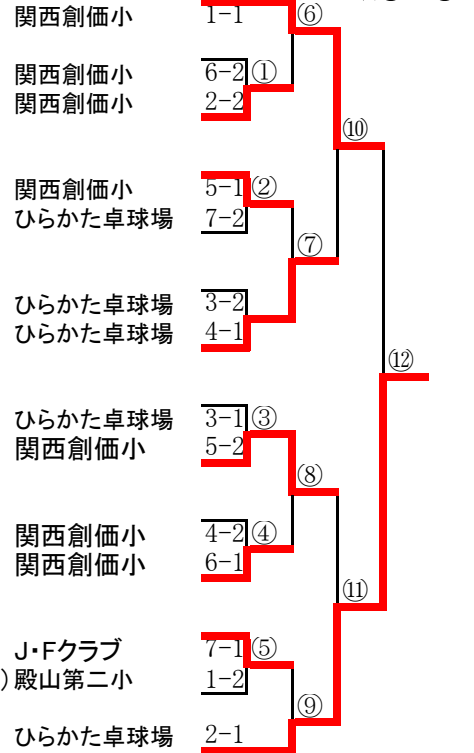 関西創価小 1-1 ⑥
関西創価小 6-2 ①
関西創価小 2-2
⑩
関西創価小 5-1 ②
ひらかた卓球場 7-2
⑦
ひらかた卓球場 3-2
ひらかた卓球場 4-1
⑫
ひらかた卓球場 3-1 ③
関西創価小 5-2
⑧
関西創価小 4-2 ④
関西創価小 6-1
⑪
J・Fクラブ 7-1 ⑤
)殿山第二小 1-2
⑨
ひらかた卓球場 2-1